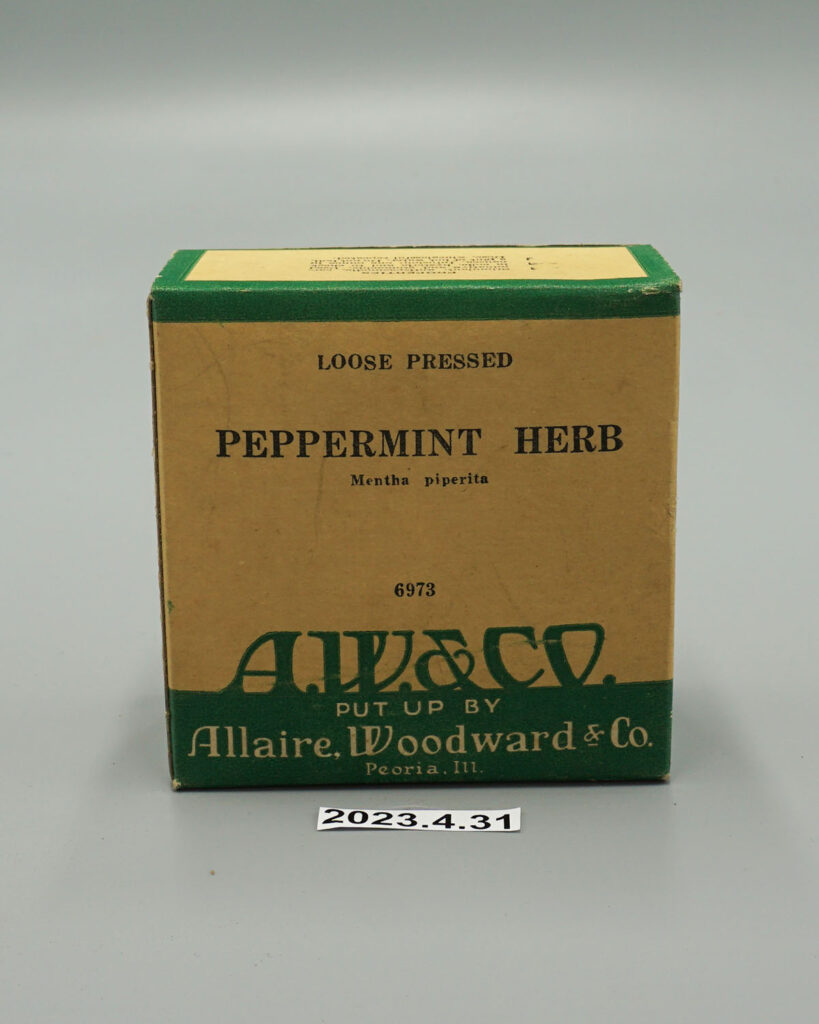 PROPERTIES
LOOSE PRESSED
PEPPERMINT HERB
Mentha piperita
6973
A.W.&CO.
PUT UP BY
Allaire, Woodward & Co.
Peoria, Ill.
2023.4.31